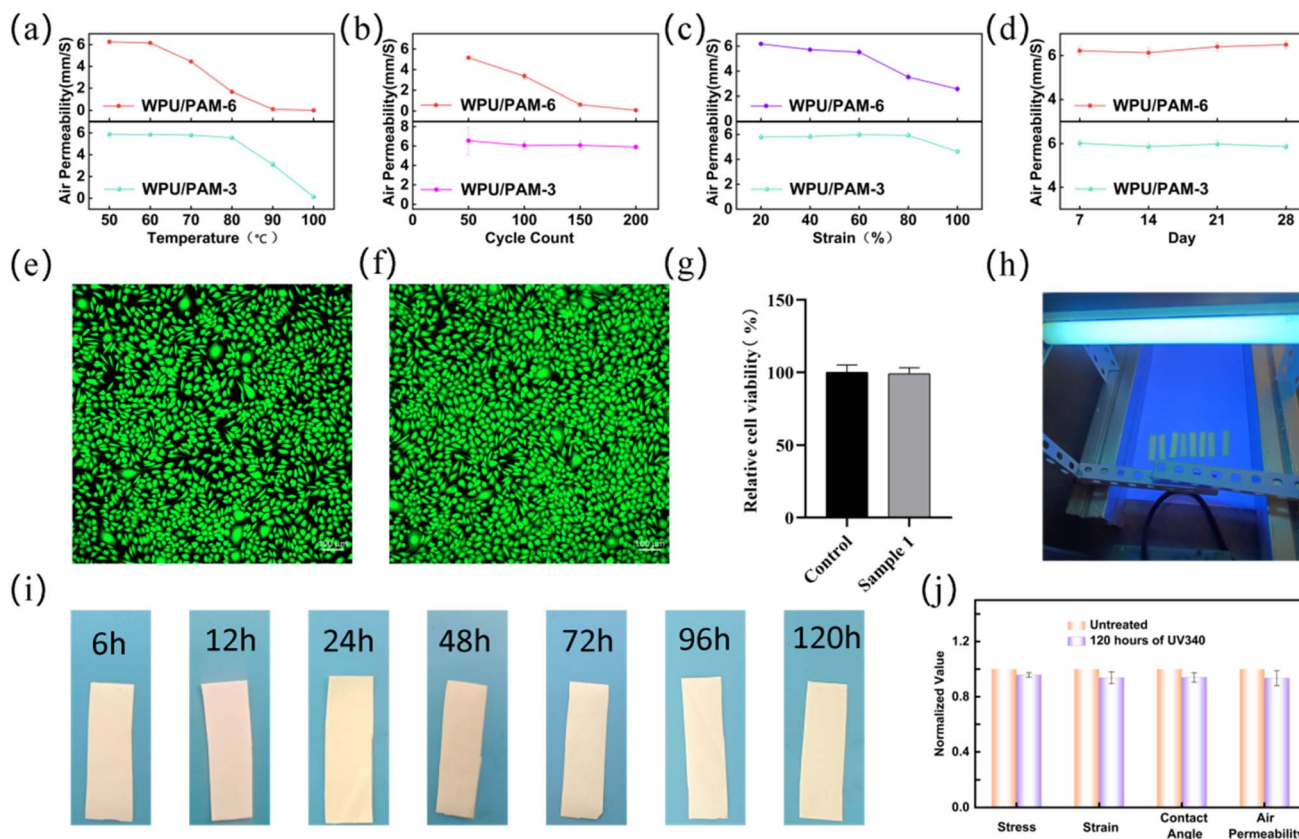 (a)
Air Permeability(mm/S)
6
4
2
0
WPU/PAM-6
Air Permeability(mm/S)
6
4
2
0
WPU/PAM-3
50 60 70 80 90 100
Temperature（℃）
(b)
6
4
2
0
WPU/PAM-6
8
6
4
2
0
WPU/PAM-3
0 50 100 150 200
Cycle Count
(c)
Air Permeability(mm/S)
6
4
2
0
WPU/PAM-6
6
4
2
0
WPU/PAM-3
20 40 60 80 100
Strain（%）
(d)
Air Permeability(mm/S)
6
4
WPU/PAM-6
6
4
WPU/PAM-3
7 14 21 28
Day
(e)
100 μm
(f)
100 μm
(g)
Relative cell viability（%）
150
100
50
0
Control
Sample 1
(h)
(i)
6h 12h 24h 48h 72h 96h 120h
(j)
Normalized Value
1.2
0.8
0.4
0.0
Untreated
120 hours of UV340
Stress Strain Contact Angle Air Permeability